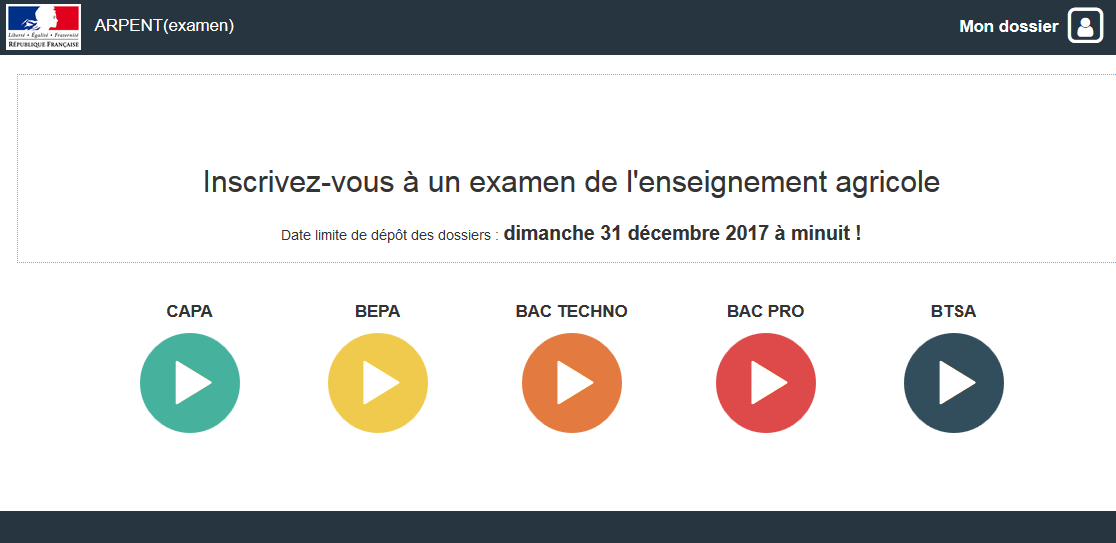 ARPENT(examen)
Mon dossier
Liberté • Égalité • Fraternité
RÉPUBLIQUE FRANÇAISE
Inscrivez-vous à un examen de l'enseignement agricole
Date limite de dépôt des dossiers : dimanche 31 décembre 2017 à minuit !
CAPA
BEPA
BAC TECHNO
BAC PRO
BTSA